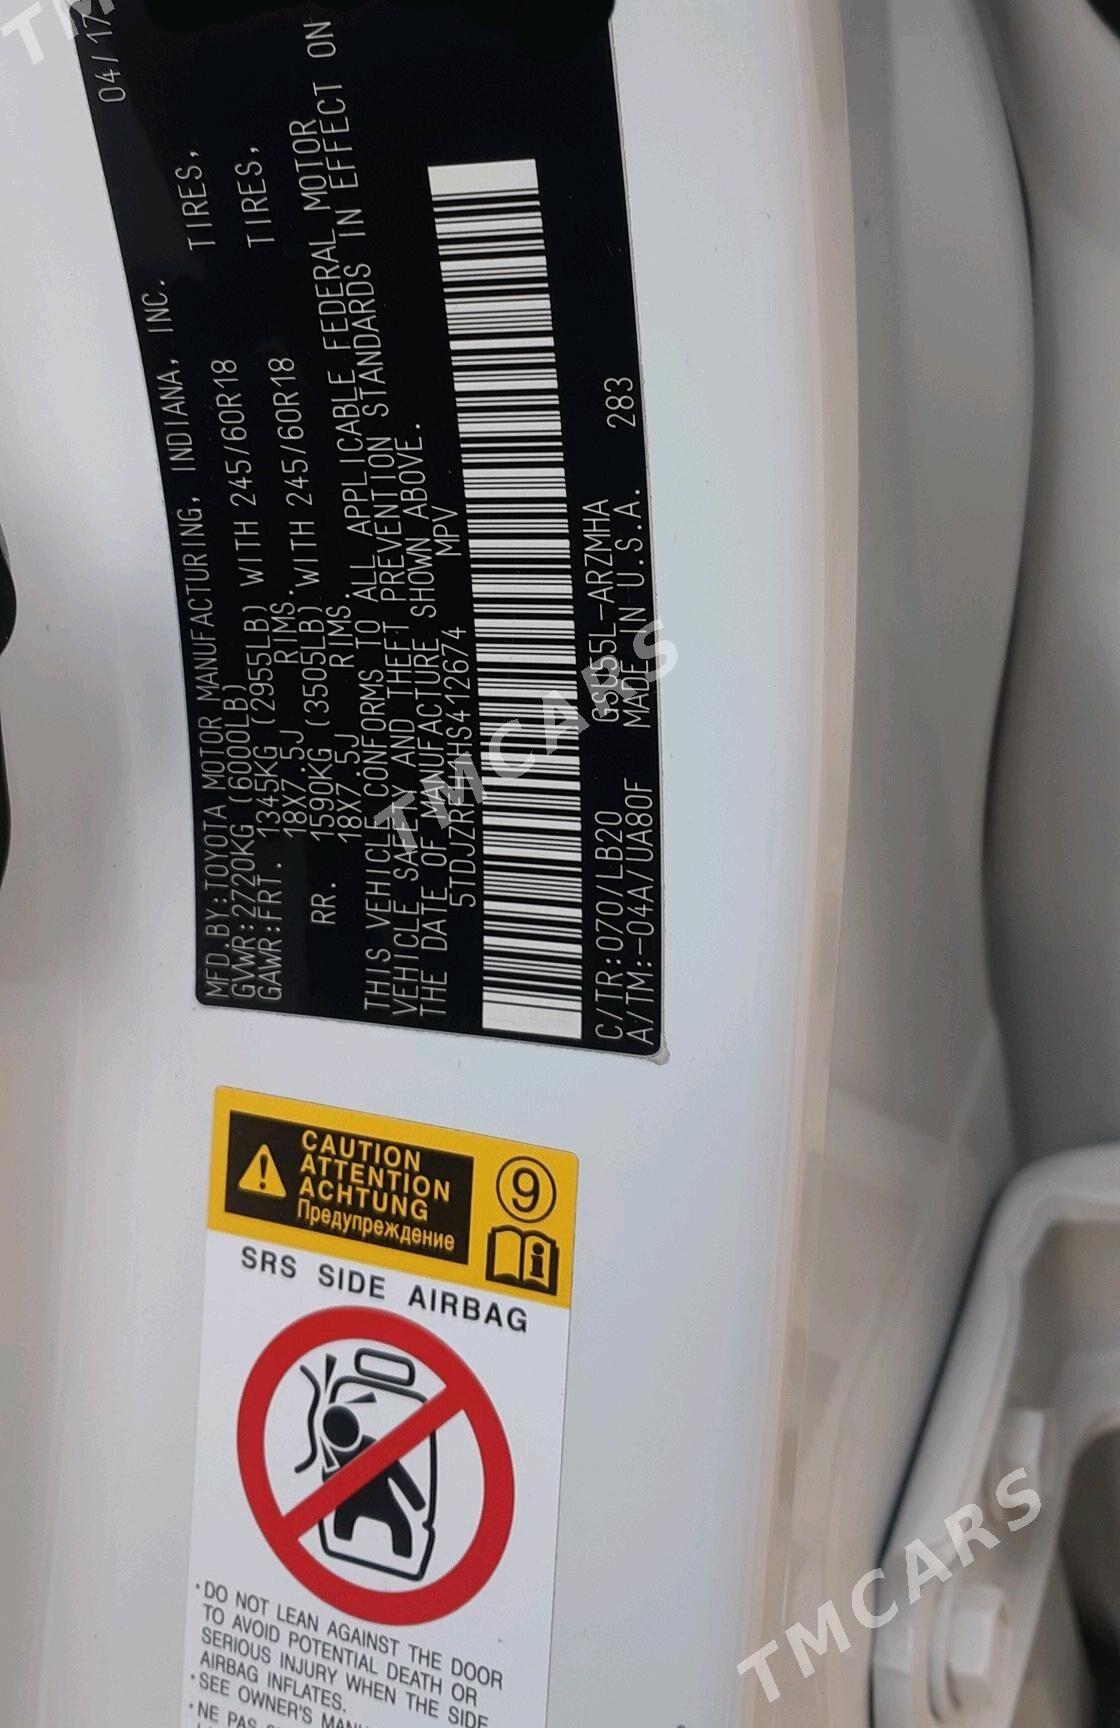 04/17
MFD.BY:TOYOTA MOTOR MANUFACTURING, INDIANA, INC.
GVWR:2720KG (6000LB)
GAWR:FRT. 1345KG (2955LB) WITH 245/60R18 TIRES,
18X7.5J RIMS.
RR. 1590KG (3505LB) WITH 245/60R18 TIRES,
18X7.5J RIMS.
THIS VEHICLE CONFORMS TO ALL APPLICABLE FEDERAL MOTOR
VEHICLE SAFETY AND THEFT PREVENTION STANDARDS IN EFFECT ON
THE DATE OF MANUFACTURE SHOWN ABOVE.
MPV
C/TR:070/LB20 GSU55L-ARZMHA
A/TM:-04A/UA80F MADE IN U.S.A. 283
CAUTION
ATTENTION
ACHTUNG
Предупреждение
9
i
SRS SIDE AIRBAG
•DO NOT LEAN AGAINST THE DOOR
TO AVOID POTENTIAL DEATH OR
SERIOUS INJURY WHEN THE SIDE
AIRBAG INFLATES.
•SEE OWNER'S
•NE PAS
TMCARS
TMCARS